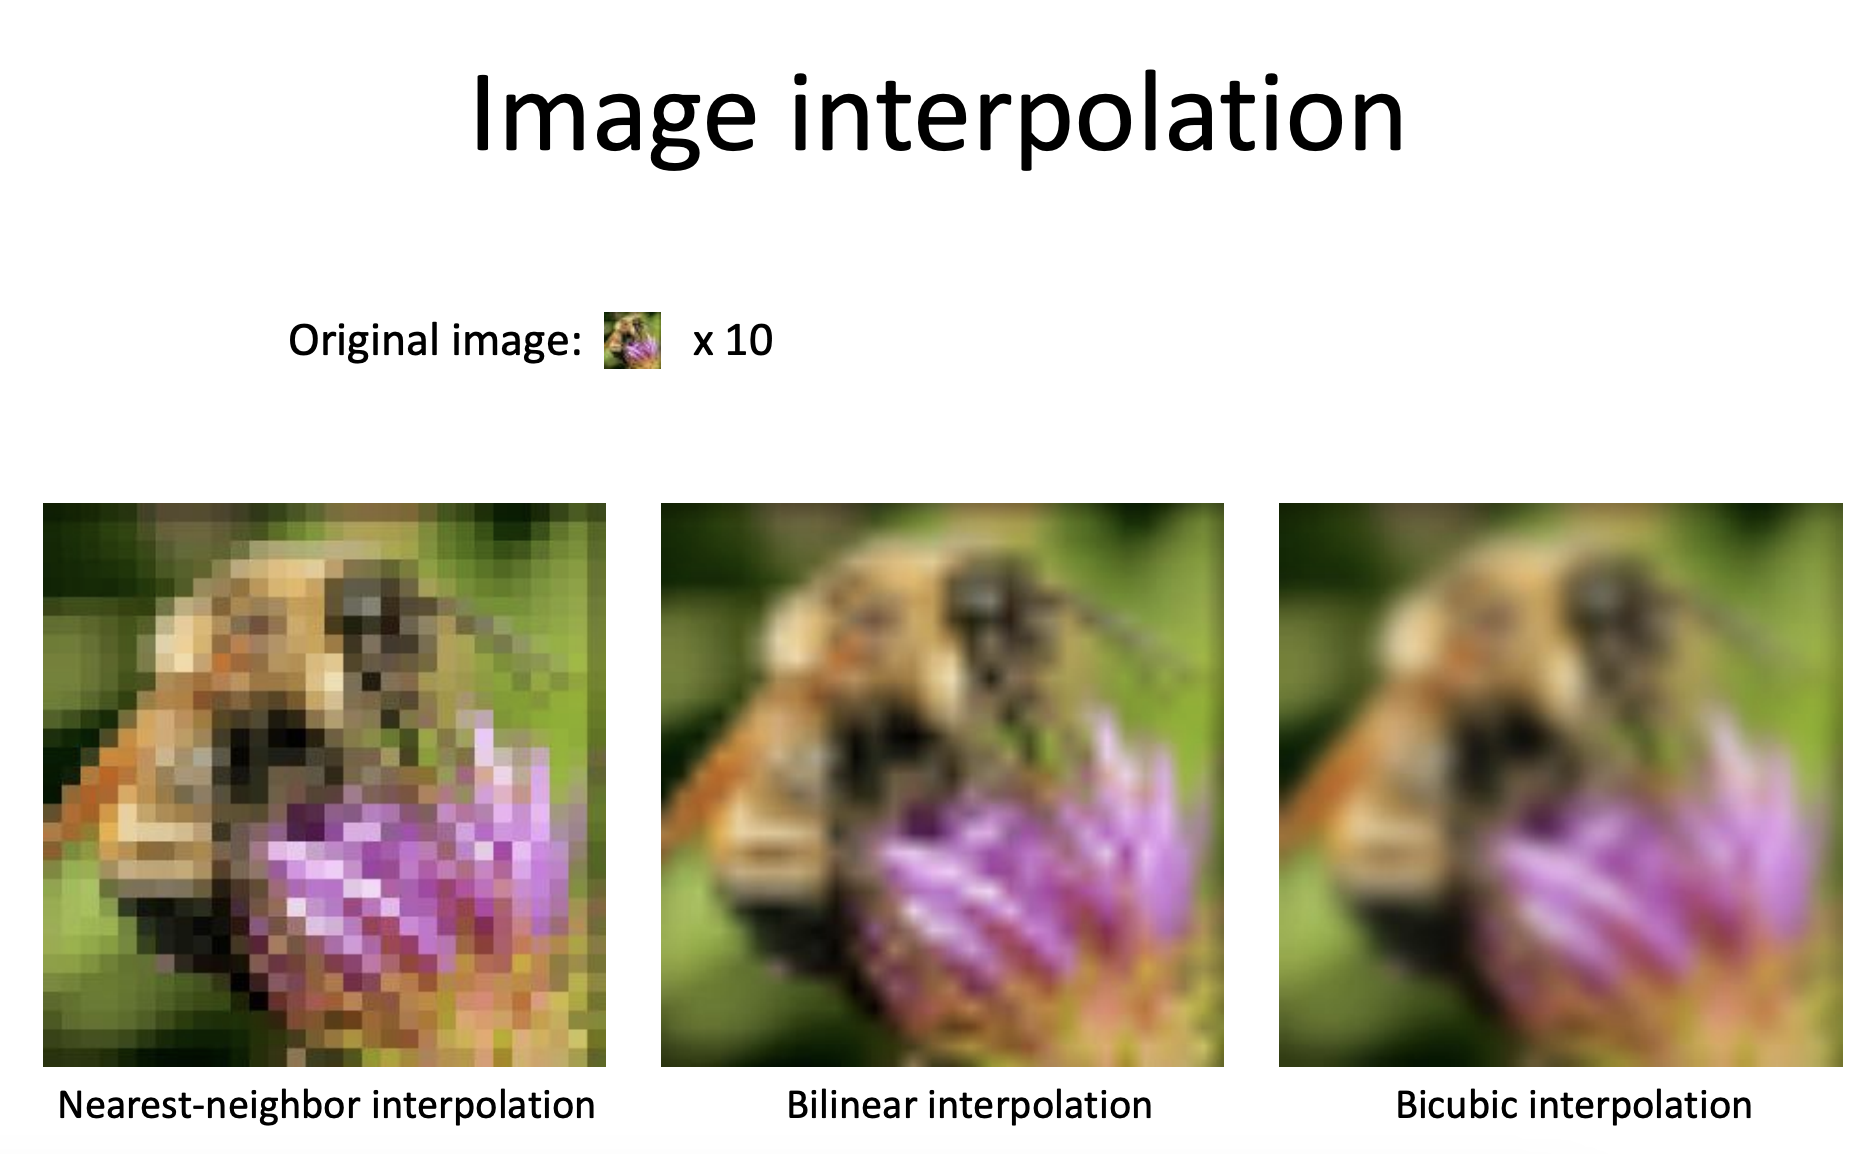 Image interpolation
Original image: x 10
Nearest-neighbor interpolation
Bilinear interpolation
Bicubic interpolation